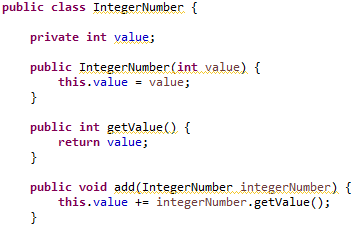 public class IntegerNumber {
private int value;
public IntegerNumber(int value) {
this.value = value;
}
public int getValue() {
return value;
}
public void add(IntegerNumber integerNumber) {
this.value += integerNumber.getValue();
}